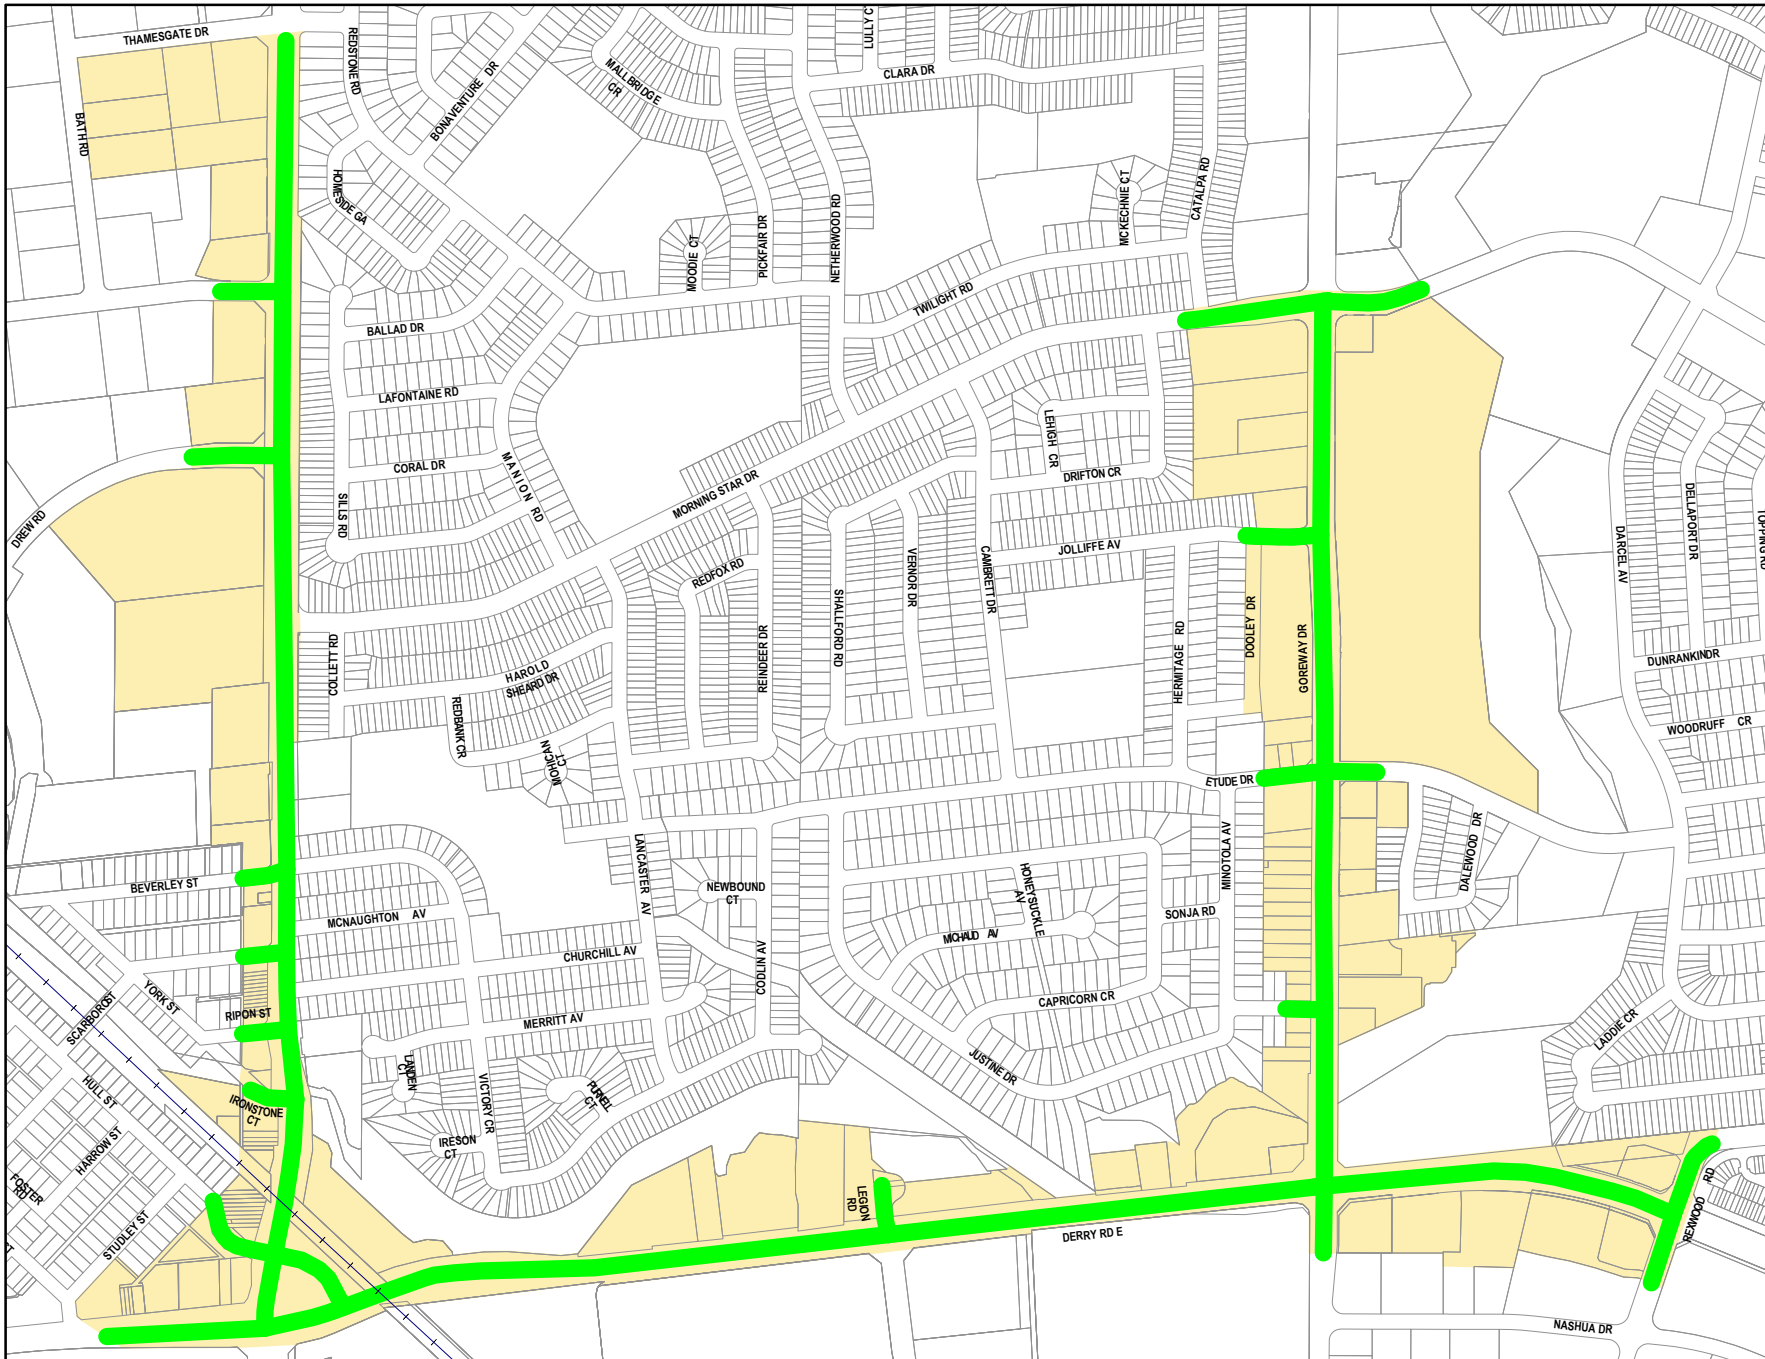 THAMESGATE DR
REDSTONE RD
BONAVENTURE DR
MALLBRIDGE
CR
LULLY C
CLARA DR
BATH RD
HOMESIDE GA
MOODIE CT
PICKFAIR DR
NETHERWOOD RD
MCKECHNIE CT
CATALPA RD
TWILIGHT RD
BALLAD DR
LAFONTAINE RD
CORAL DR
MANION RD
SILLS RD
DREW RD
MORNING STAR DR
LEHIGH CR
DRIFTON CR
JOLLIFFE AV
REDFOX RD
REINDEER DR
SHALLFORD RD
VERNOR DR
CAMBRETT DR
HERMITAGE RD
DOOLEY DR
GOREWAY DR
DARCEL AV
DELLAPORT DR
TOPPING RD
DUNRANKIN DR
WOODRUFF CR
COLLETT RD
HAROLD
SHEARD DR
REDBANK CR
MOHICAN
CT
ETUDE DR
DALEWOOD DR
BEVERLEY ST
MCNAUGHTON AV
LANCASTER AV
NEWBOUND
CT
CODLIN AV
HONEYSUCKLE
AV
MICHAUD AV
MINOTOLA AV
SONJA RD
CHURCHILL AV
CAPRICORN CR
MERRITT AV
YORK ST
SCARBORO ST
RIPON ST
LANDEN
CT
VICTORY CR
PURNELL
CT
JUSTINE DR
LADDIE CR
HULL ST
IRONSTONE
CT
HARROW ST
IRESON
CT
FOSTER
RD
STUDLEY ST
CT
LEGION
RD
DERRY RD E
REXWOOD RD
NASHUA DR